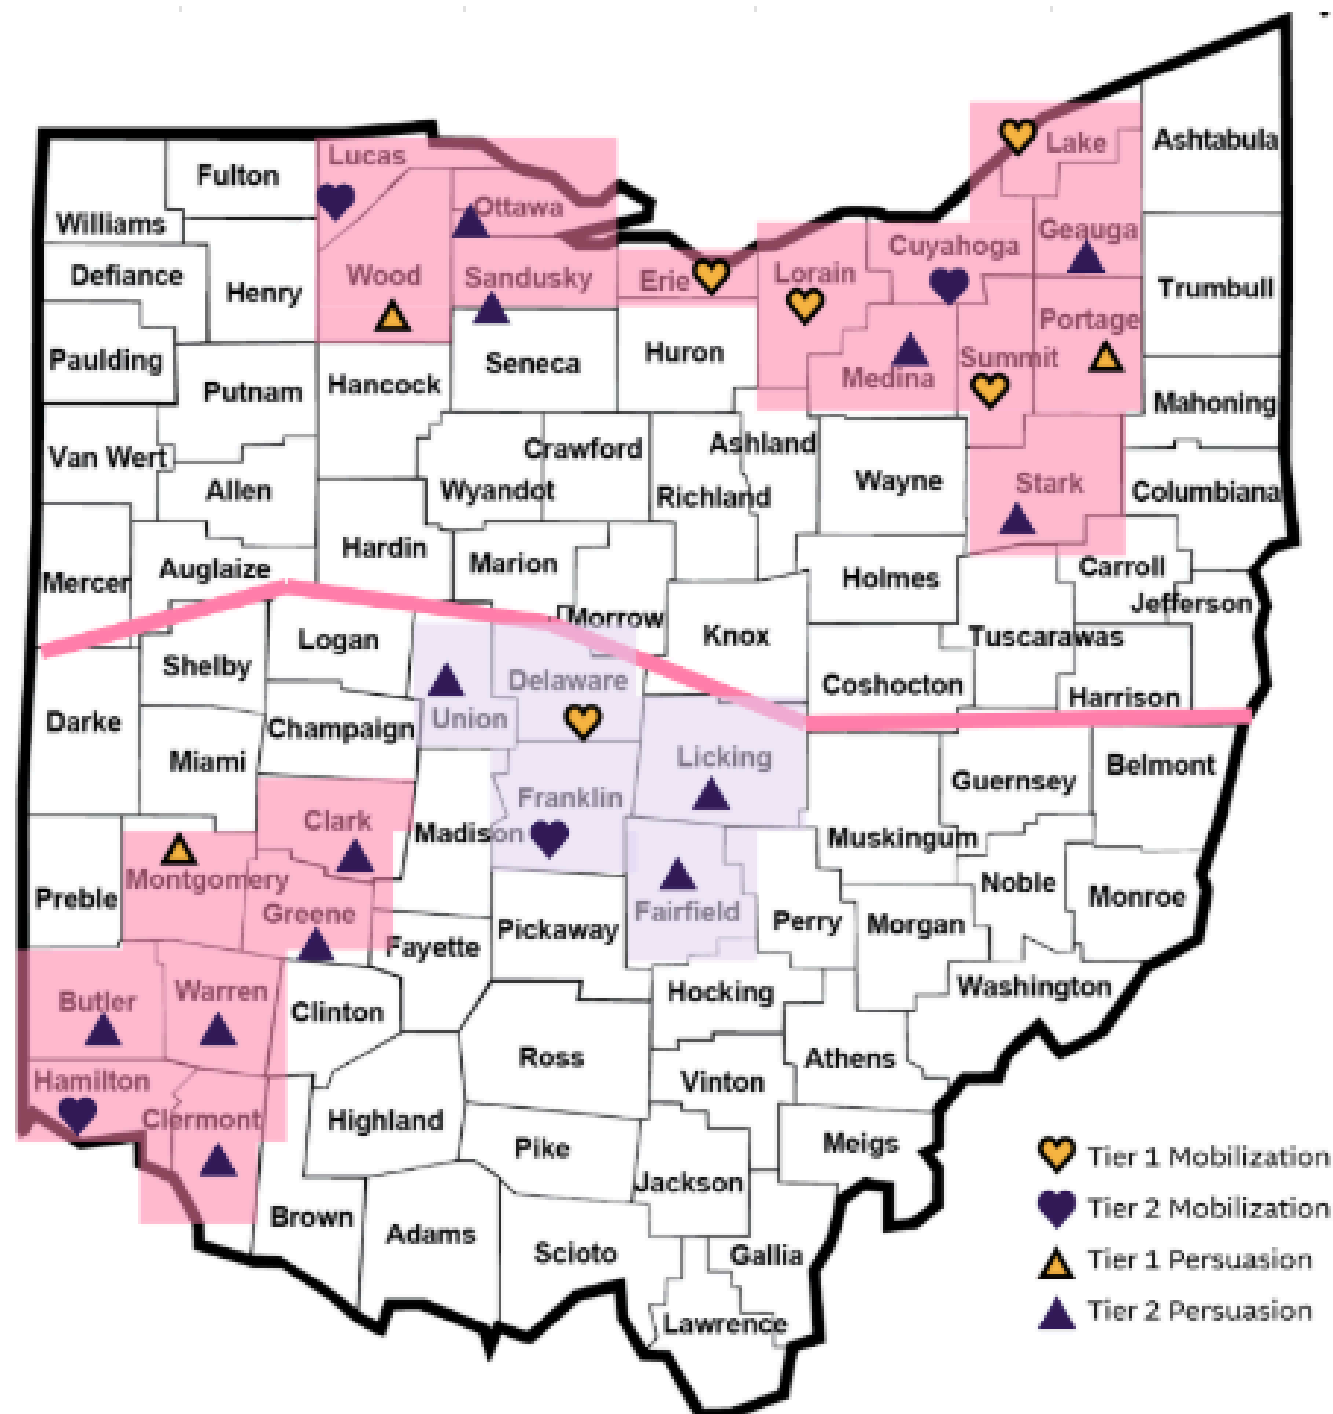 Lake
Ashtabula
Lucas
Fulton
Ottawa
Williams
Geauga
Cuyahoga
Defiance
Wood
Sandusky
Erie
Lorain
Henry
Trumbull
Portage
Paulding
Seneca
Huron
Summit
Hancock
Medina
Putnam
Mahoning
Ashland
Crawford
Van Wert
Wayne
Stark
Allen
Wyandot
Richland
Columbiana
Hardin
Marion
Auglaize
Carroll
Mercer
Holmes
Jefferson
Morrow
Knox
Tuscarawas
Logan
Shelby
Delaware
Coshocton
Harrison
Union
Darke
Champaign
Miami
Licking
Belmont
Guernsey
Franklin
Clark
Madison
Muskingum
Montgomery
Noble
Preble
Monroe
Greene
Fairfield
Perry
Morgan
Pickaway
Fayette
Butler
Warren
Hocking
Washington
Clinton
Ross
Athens
Hamilton
Vinton
Clermont
Highland
Pike
Meigs
Jackson
Brown
Adams
Scioto
Gallia
Lawrence
Tier 1 Mobilization
Tier 2 Mobilization
Tier 1 Persuasion
Tier 2 Persuasion